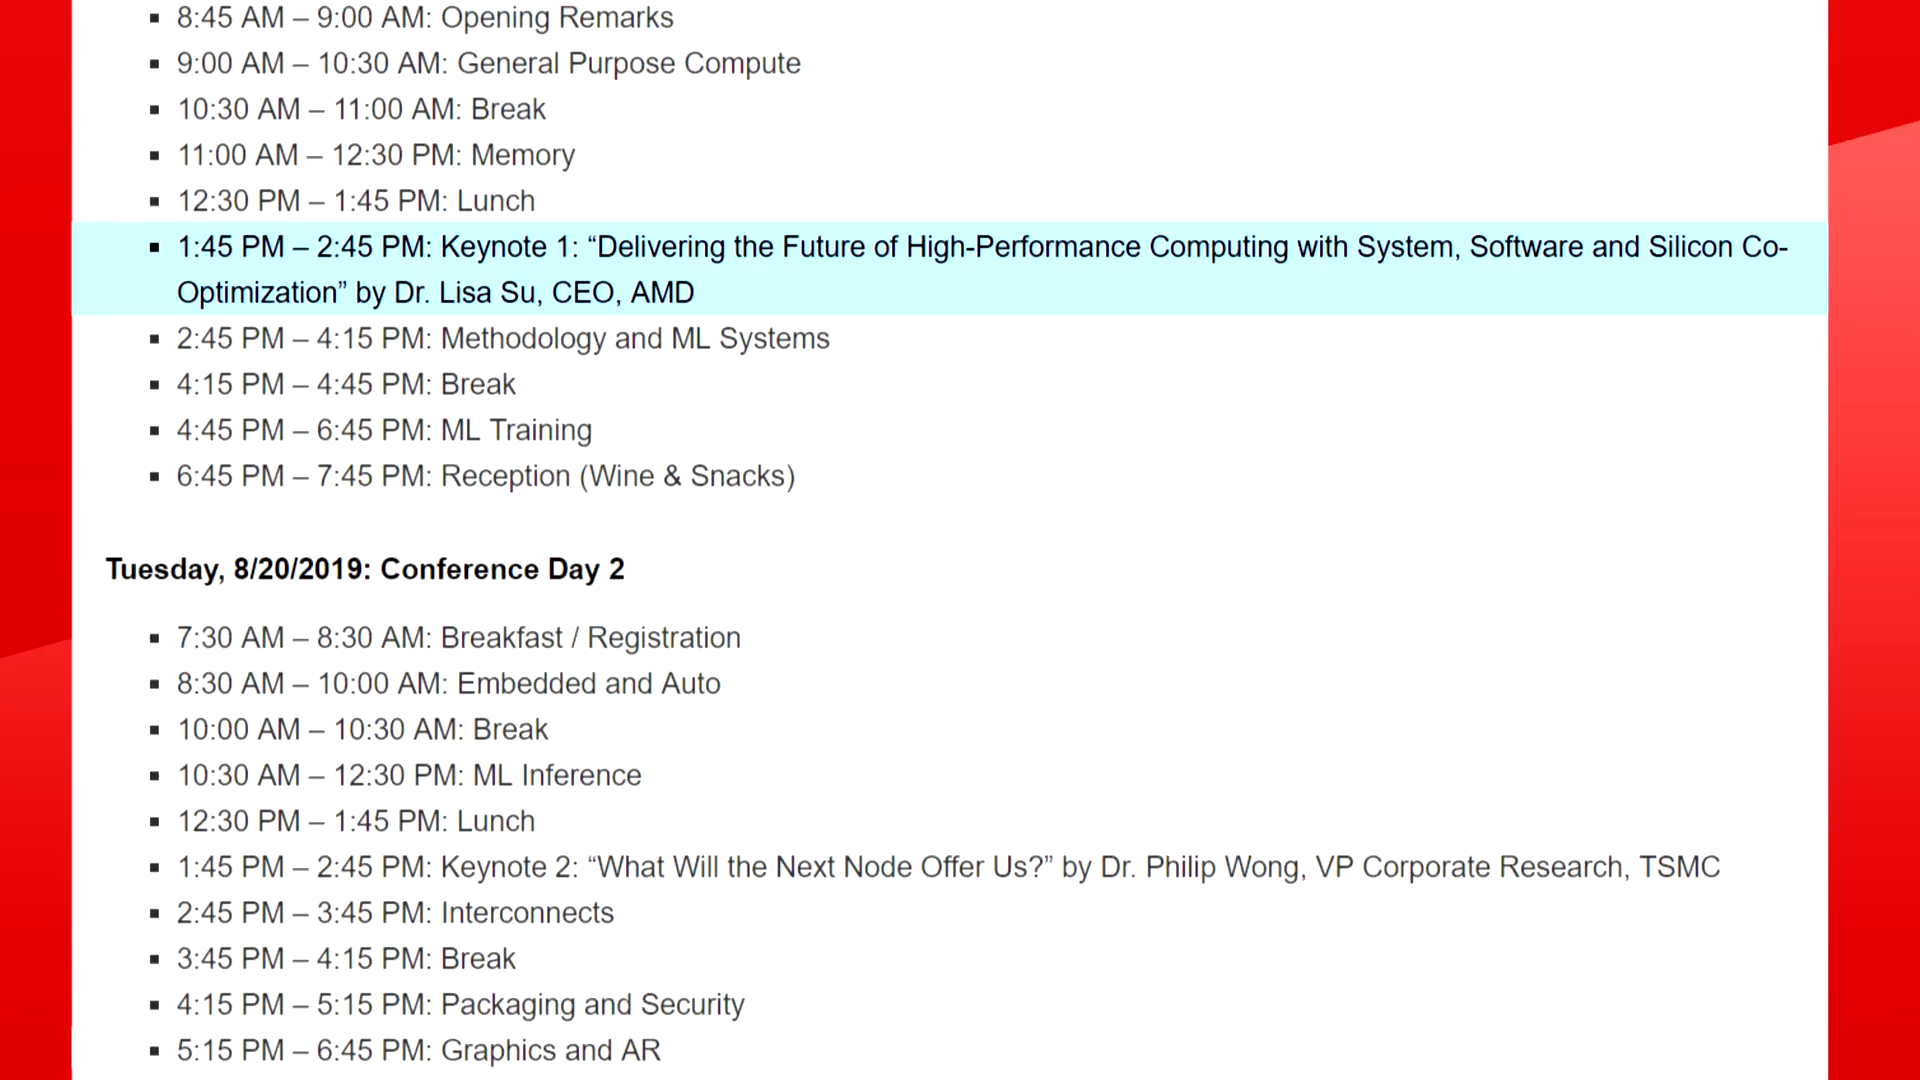 ▪ 8:45 AM – 9:00 AM: Opening Remarks
▪ 9:00 AM – 10:30 AM: General Purpose Compute
▪ 10:30 AM – 11:00 AM: Break
▪ 11:00 AM – 12:30 PM: Memory
▪ 12:30 PM – 1:45 PM: Lunch
▪ 1:45 PM – 2:45 PM: Keynote 1: “Delivering the Future of High-Performance Computing with System, Software and Silicon Co-
Optimization” by Dr. Lisa Su, CEO, AMD
▪ 2:45 PM – 4:15 PM: Methodology and ML Systems
▪ 4:15 PM – 4:45 PM: Break
▪ 4:45 PM – 6:45 PM: ML Training
▪ 6:45 PM – 7:45 PM: Reception (Wine & Snacks)
Tuesday, 8/20/2019: Conference Day 2
▪ 7:30 AM – 8:30 AM: Breakfast / Registration
▪ 8:30 AM – 10:00 AM: Embedded and Auto
▪ 10:00 AM – 10:30 AM: Break
▪ 10:30 AM – 12:30 PM: ML Inference
▪ 12:30 PM – 1:45 PM: Lunch
▪ 1:45 PM – 2:45 PM: Keynote 2: “What Will the Next Node Offer Us?” by Dr. Philip Wong, VP Corporate Research, TSMC
▪ 2:45 PM – 3:45 PM: Interconnects
▪ 3:45 PM – 4:15 PM: Break
▪ 4:15 PM – 5:15 PM: Packaging and Security
▪ 5:15 PM – 6:45 PM: Graphics and AR